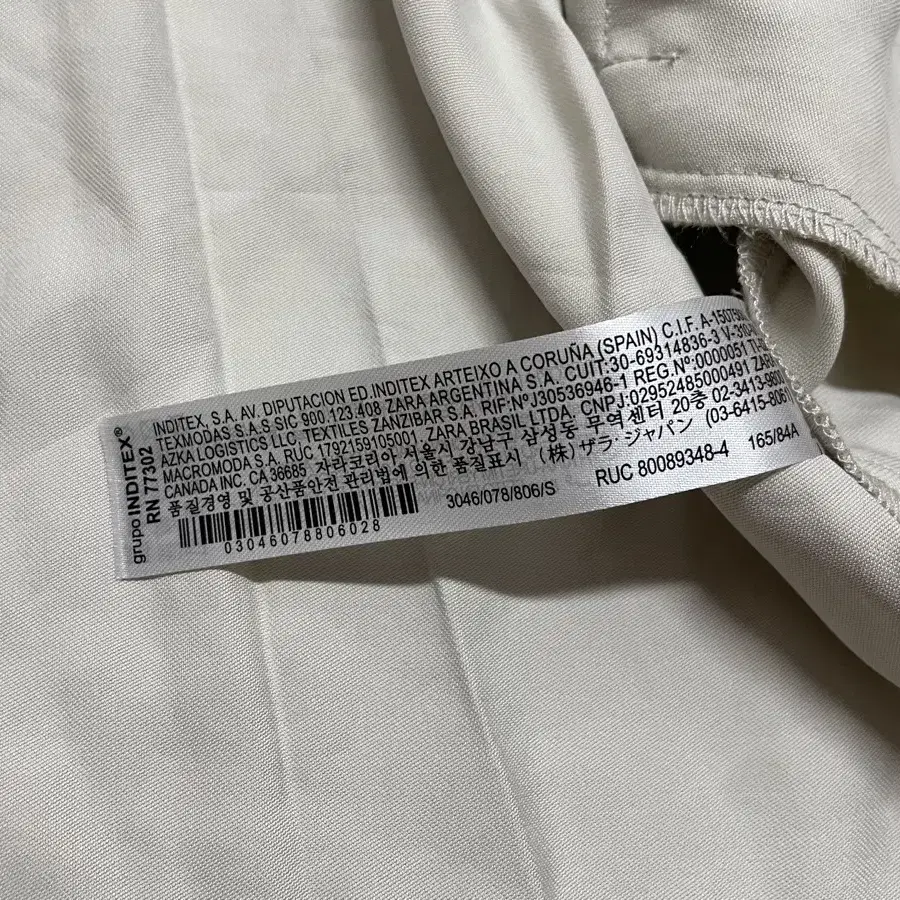 grupo INDITEX®
RN 77302
INDITEX, S.A. AV. DIPUTACION ED.INDITEX ARTEIXO A CORUÑA (SPAIN) C.I.F. A-15075
TEXMODAS S.A.S SIC 900.123.408 ZARA ARGENTINA S.A. CUIT:30-69314836-3 V-310
AZKA LOGISTICS LLC, TEXTILES ZANZIBAR S.A. RIF:NºJ30536946-1 REG.Nº:0000051
MACROMODA S.A. RUC 1792159105001. ZARA BRASIL LTDA. CNPJ:02952485000491 ZARA
CANADA INC. CA 36685 자라코리아 서울시 강남구 삼성동 무역센터 20층 02-3413-9800
품질경영 및 공산품안전 관리법에 의한 품질표시 (株) ザラ・ジャパン (03-6415-8061)
03046078806028
3046/078/806/S
RUC 80089348-4
165/84A